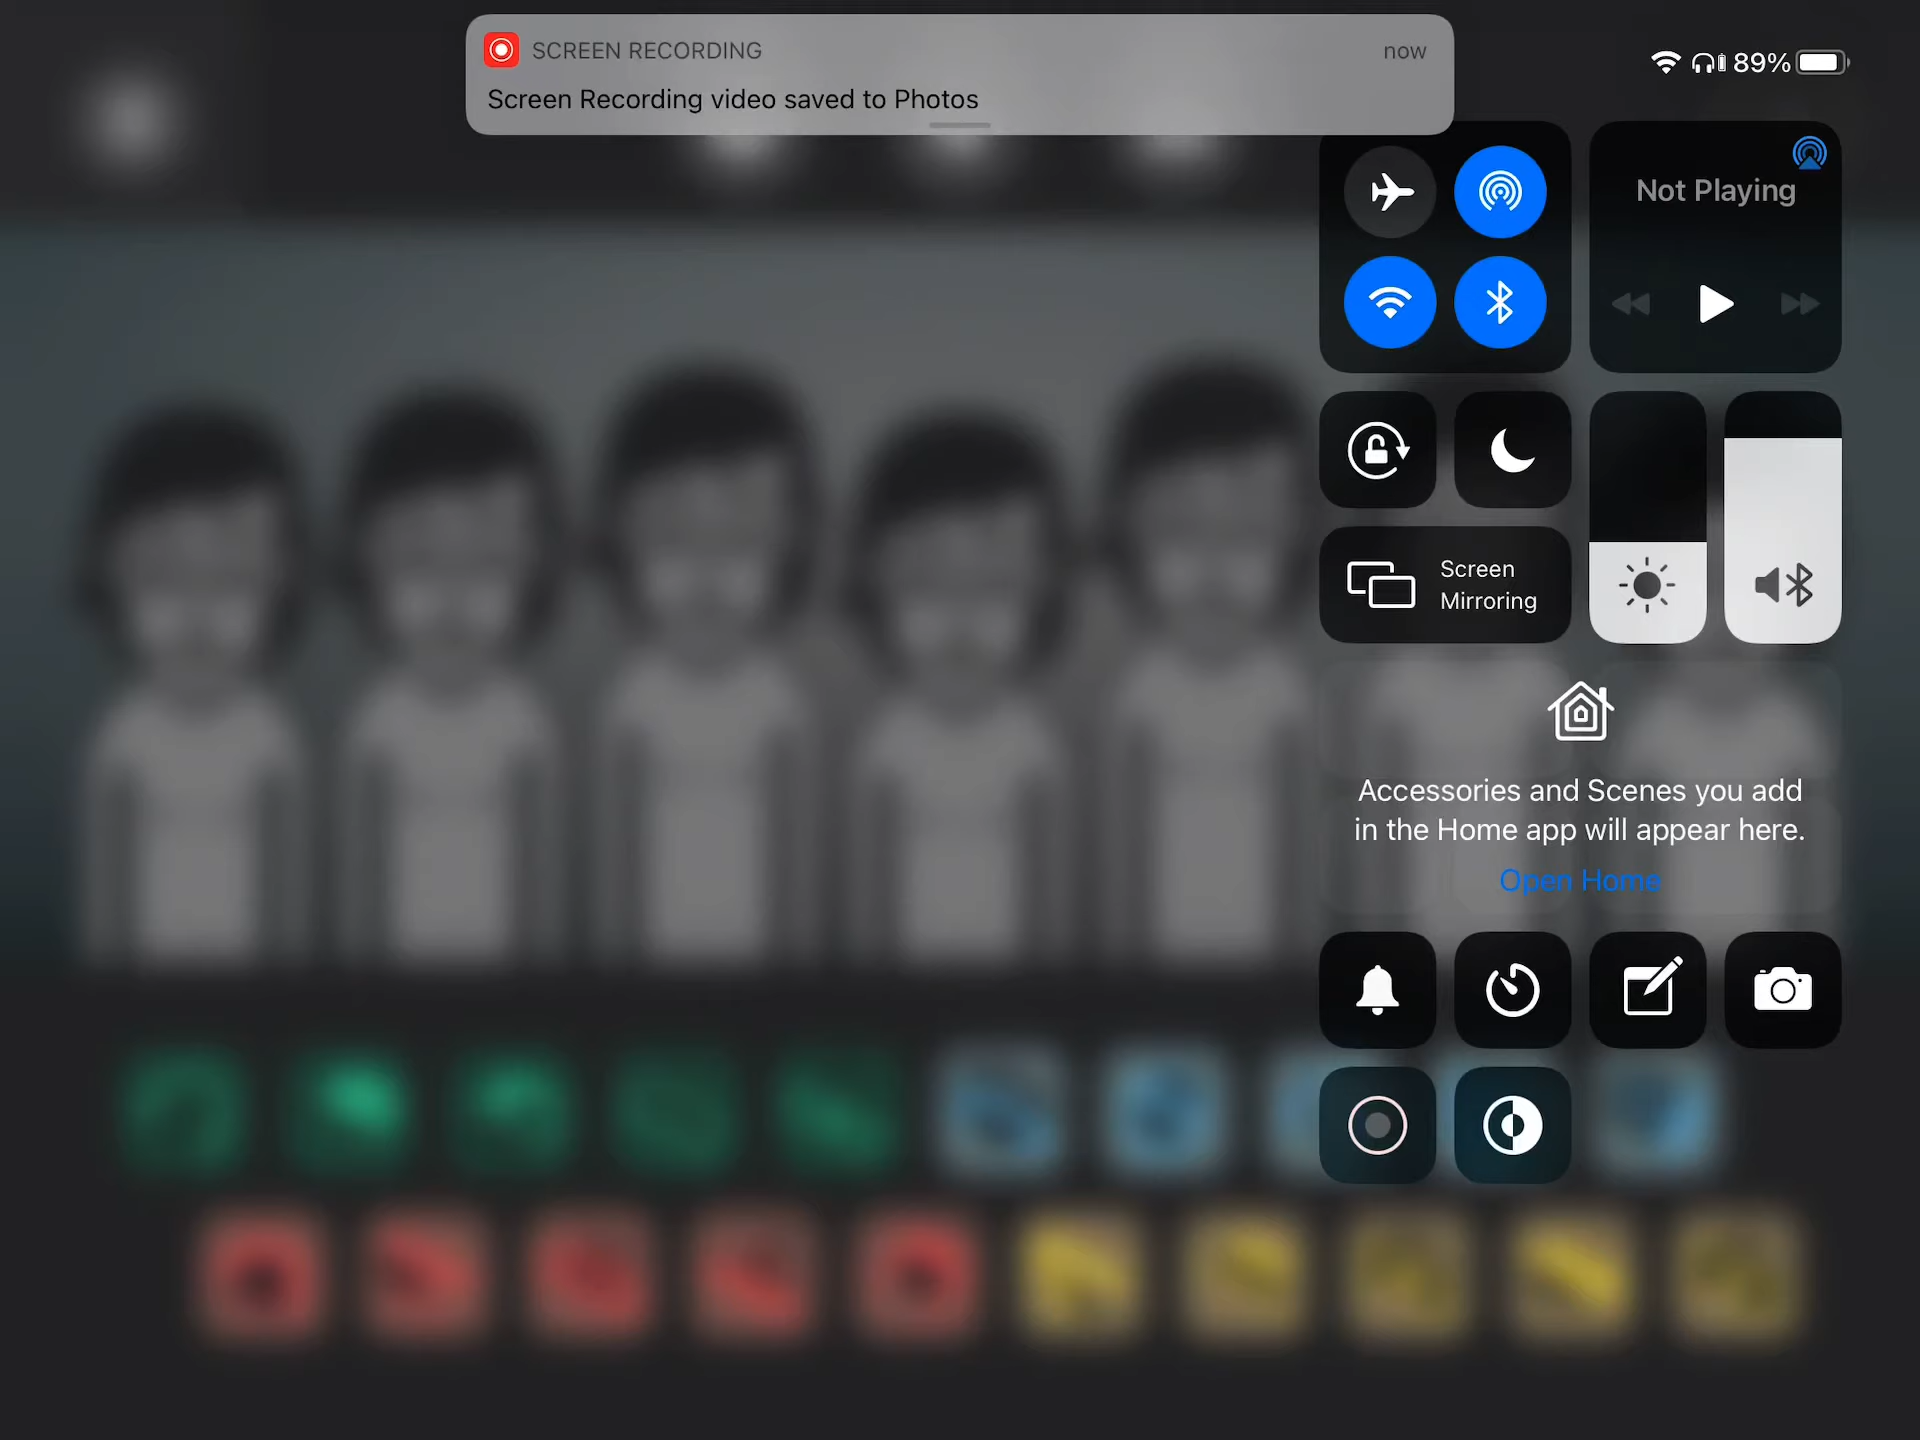 SCREEN RECORDING
now
Screen Recording video saved to Photos
89%
Not Playing
Screen
Mirroring
Accessories and Scenes you add
in the Home app will appear here.
Open Home